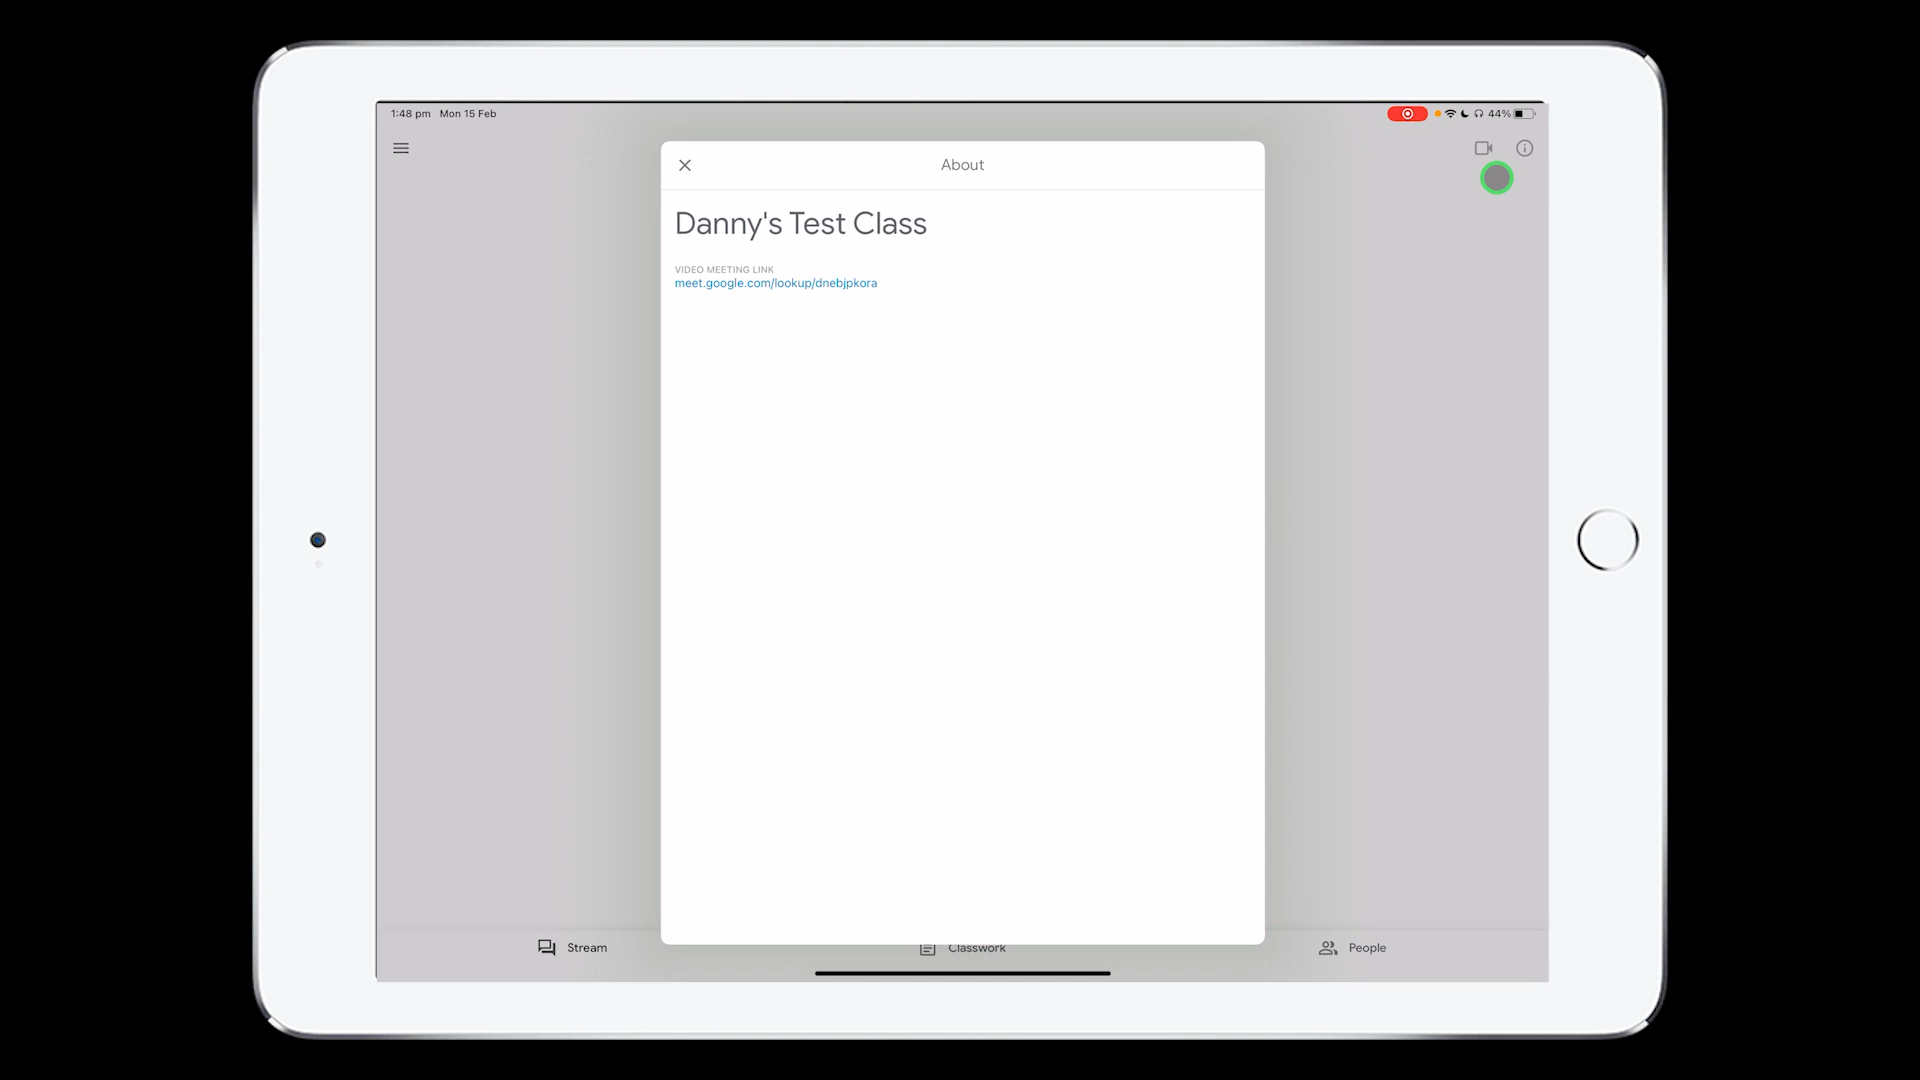 1:48 pm Mon 15 Feb
44%
About
Danny's Test Class
VIDEO MEETING LINK
meet.google.com/lookup/dnebjpkora
Stream
Classwork
People